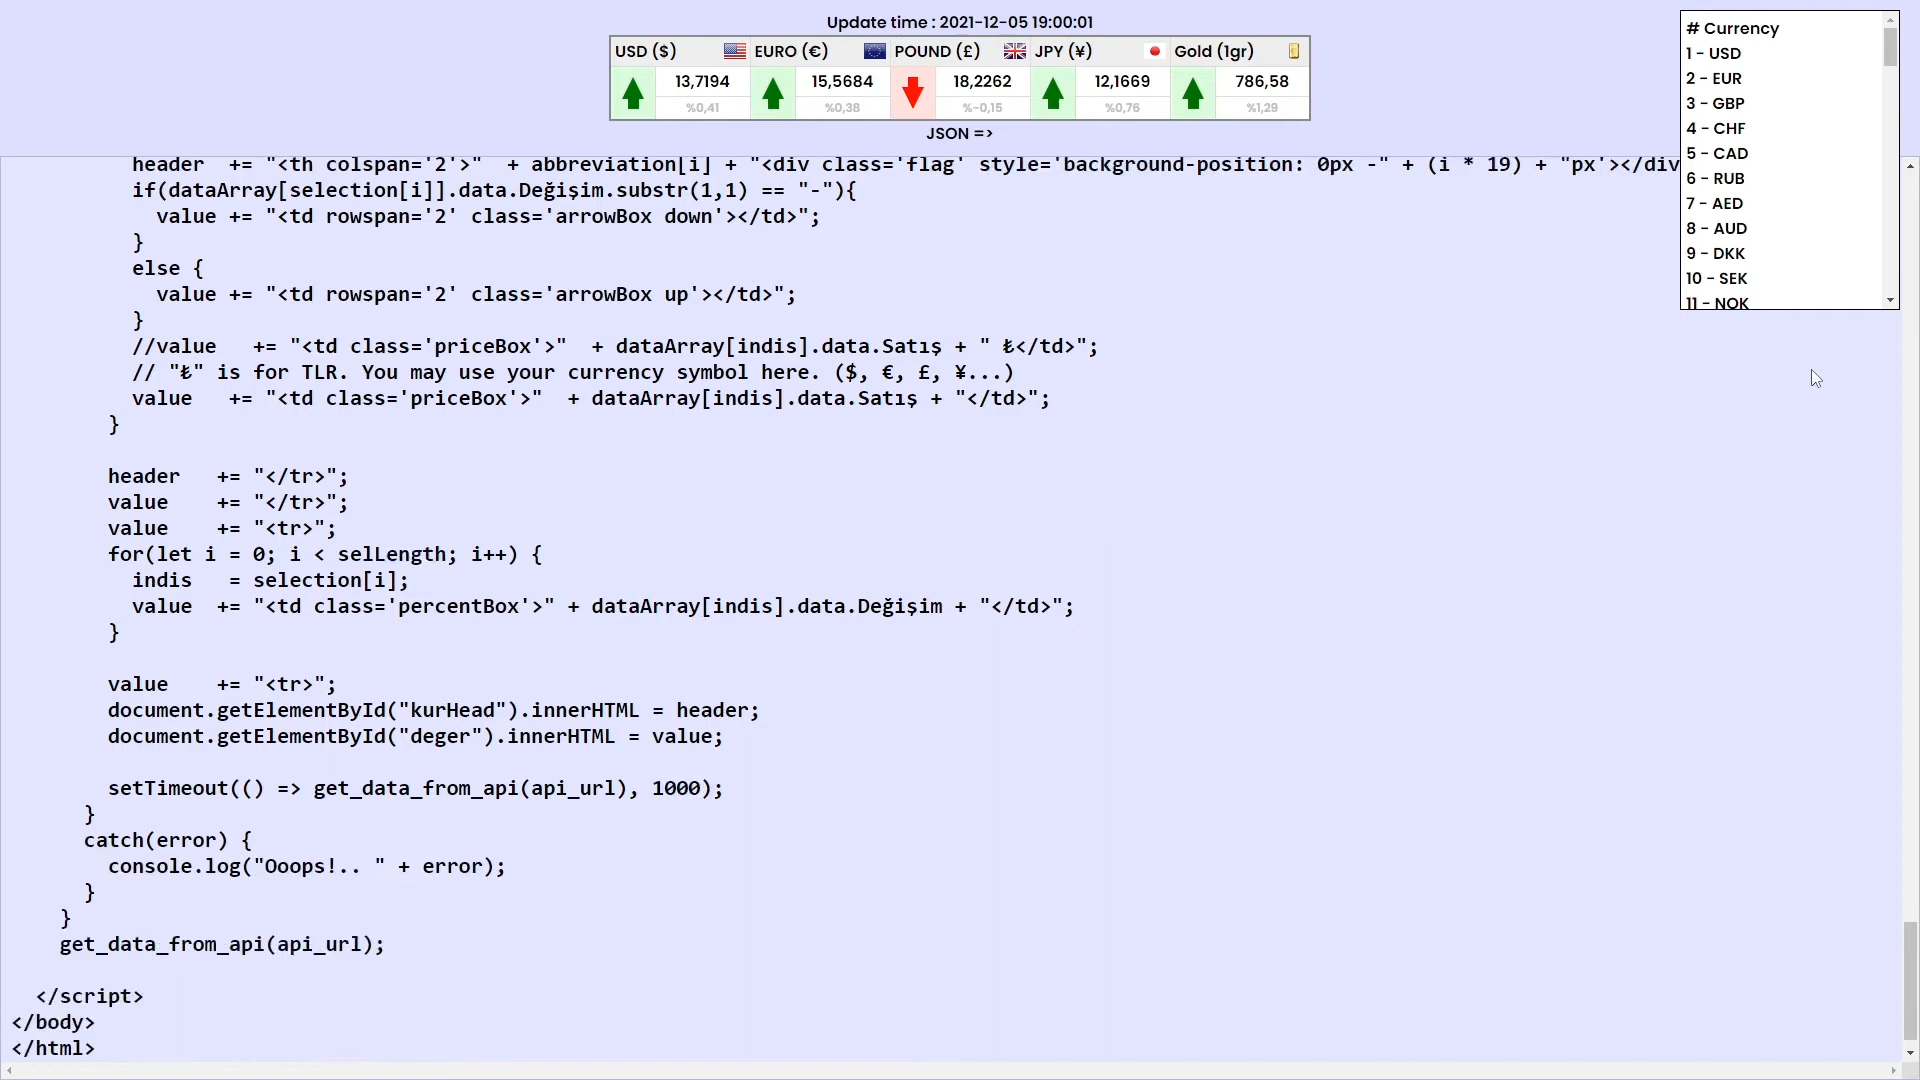 Update time : 2021-12-05 19:00:01
USD ($) EURO (€) POUND (£) JPY (¥) Gold (1gr)
13,7194 15,5684 18,2262 12,1669 786,58
%0,41 %0,38 %-0,15 %0,76 %1,29
JSON =>
# Currency
1 - USD
2 - EUR
3 - GBP
4 - CHF
5 - CAD
6 - RUB
7 - AED
8 - AUD
9 - DKK
10 - SEK
11 - NOK
header += "<th colspan='2'>" + abbreviation[i] + "<div class='flag' style='background-position: 0px -" + (i * 19) + "px'></div
if(dataArray[selection[i]].data.Değişim.substr(1,1) == "-"){
value += "<td rowspan='2' class='arrowBox down'></td>";
}
else {
value += "<td rowspan='2' class='arrowBox up'></td>";
}
//value += "<td class='priceBox'>" + dataArray[indis].data.Satış + " ₺</td>";
// "₺" is for TLR. You may use your currency symbol here. ($, €, £, ¥...)
value += "<td class='priceBox'>" + dataArray[indis].data.Satış + "</td>";
}
header += "</tr>";
value += "</tr>";
value += "<tr>";
for(let i = 0; i < selLength; i++) {
indis = selection[i];
value += "<td class='percentBox'>" + dataArray[indis].data.Değişim + "</td>";
}
value += "<tr>";
document.getElementById("kurHead").innerHTML = header;
document.getElementById("deger").innerHTML = value;
setTimeout(() => get_data_from_api(api_url), 1000);
}
catch(error) {
console.log("Ooops!.. " + error);
}
}
get_data_from_api(api_url);
</script>
</body>
</html>